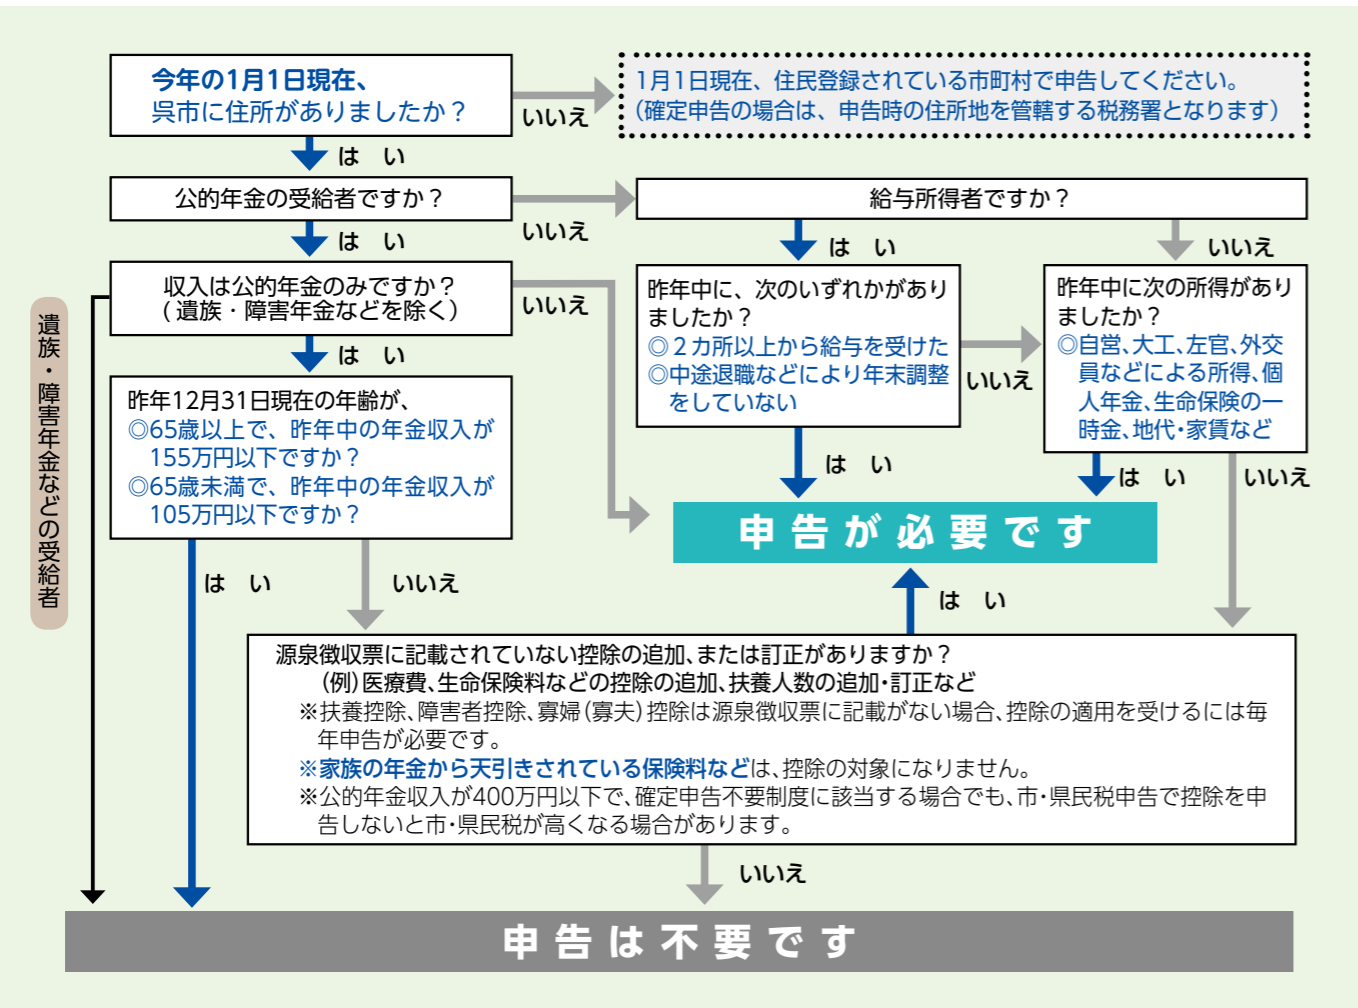 今年の1月1日現在、
呉市に住所がありましたか？
いいえ
1月1日現在、住民登録されている市町村で申告してください。
（確定申告の場合は、申告時の住所地を管轄する税務署となります）
は い
公的年金の受給者ですか？
いいえ
給与所得者ですか？
は い
は い
いいえ
収入は公的年金のみですか？
（遺族・障害年金などを除く）
いいえ
昨年中に、次のいずれかがあり
ましたか？
◎２カ所以上から給与を受けた
◎中途退職などにより年末調整
をしていない
いいえ
昨年中に次の所得があり
ましたか？
◎自営、大工、左官、外交
員などによる所得、個
人年金、生命保険の一
時金、地代・家賃など
遺族・障害年金などの受給者
は い
昨年12月31日現在の年齢が、
◎65歳以上で、昨年中の年金収入が
155万円以下ですか？
◎65歳未満で、昨年中の年金収入が
105万円以下ですか？
は い
は い
いいえ
申告が必要です
は い
いいえ
は い
源泉徴収票に記載されていない控除の追加、または訂正がありますか？
（例）医療費、生命保険料などの控除の追加、扶養人数の追加・訂正など
※扶養控除、障害者控除、寡婦（寡夫）控除は源泉徴収票に記載がない場合、控除の適用を受けるには毎
年申告が必要です。
※家族の年金から天引きされている保険料などは、控除の対象になりません。
※公的年金収入が400万円以下で、確定申告不要制度に該当する場合でも、市・県民税申告で控除を申
告しないと市・県民税が高くなる場合があります。
いいえ
申告は不要です